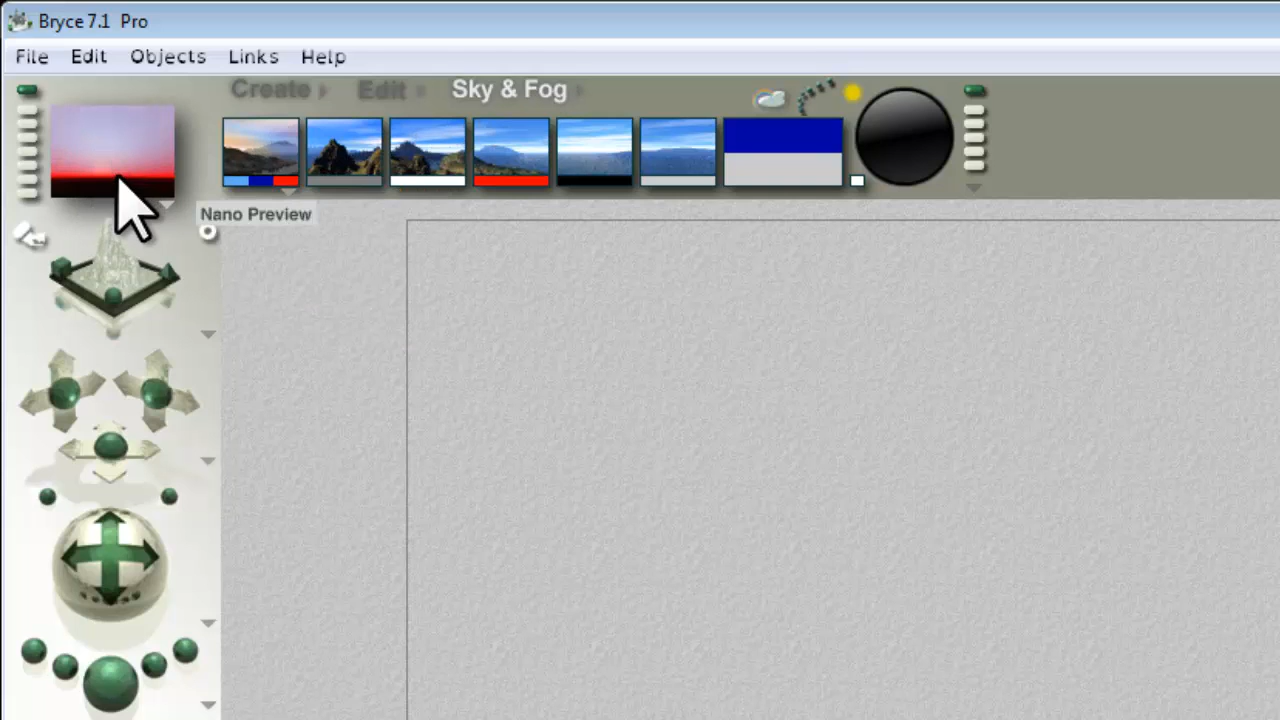 Bryce 7.1 Pro
File Edit Objects Links Help
Create Edit Sky & Fog
Nano Preview